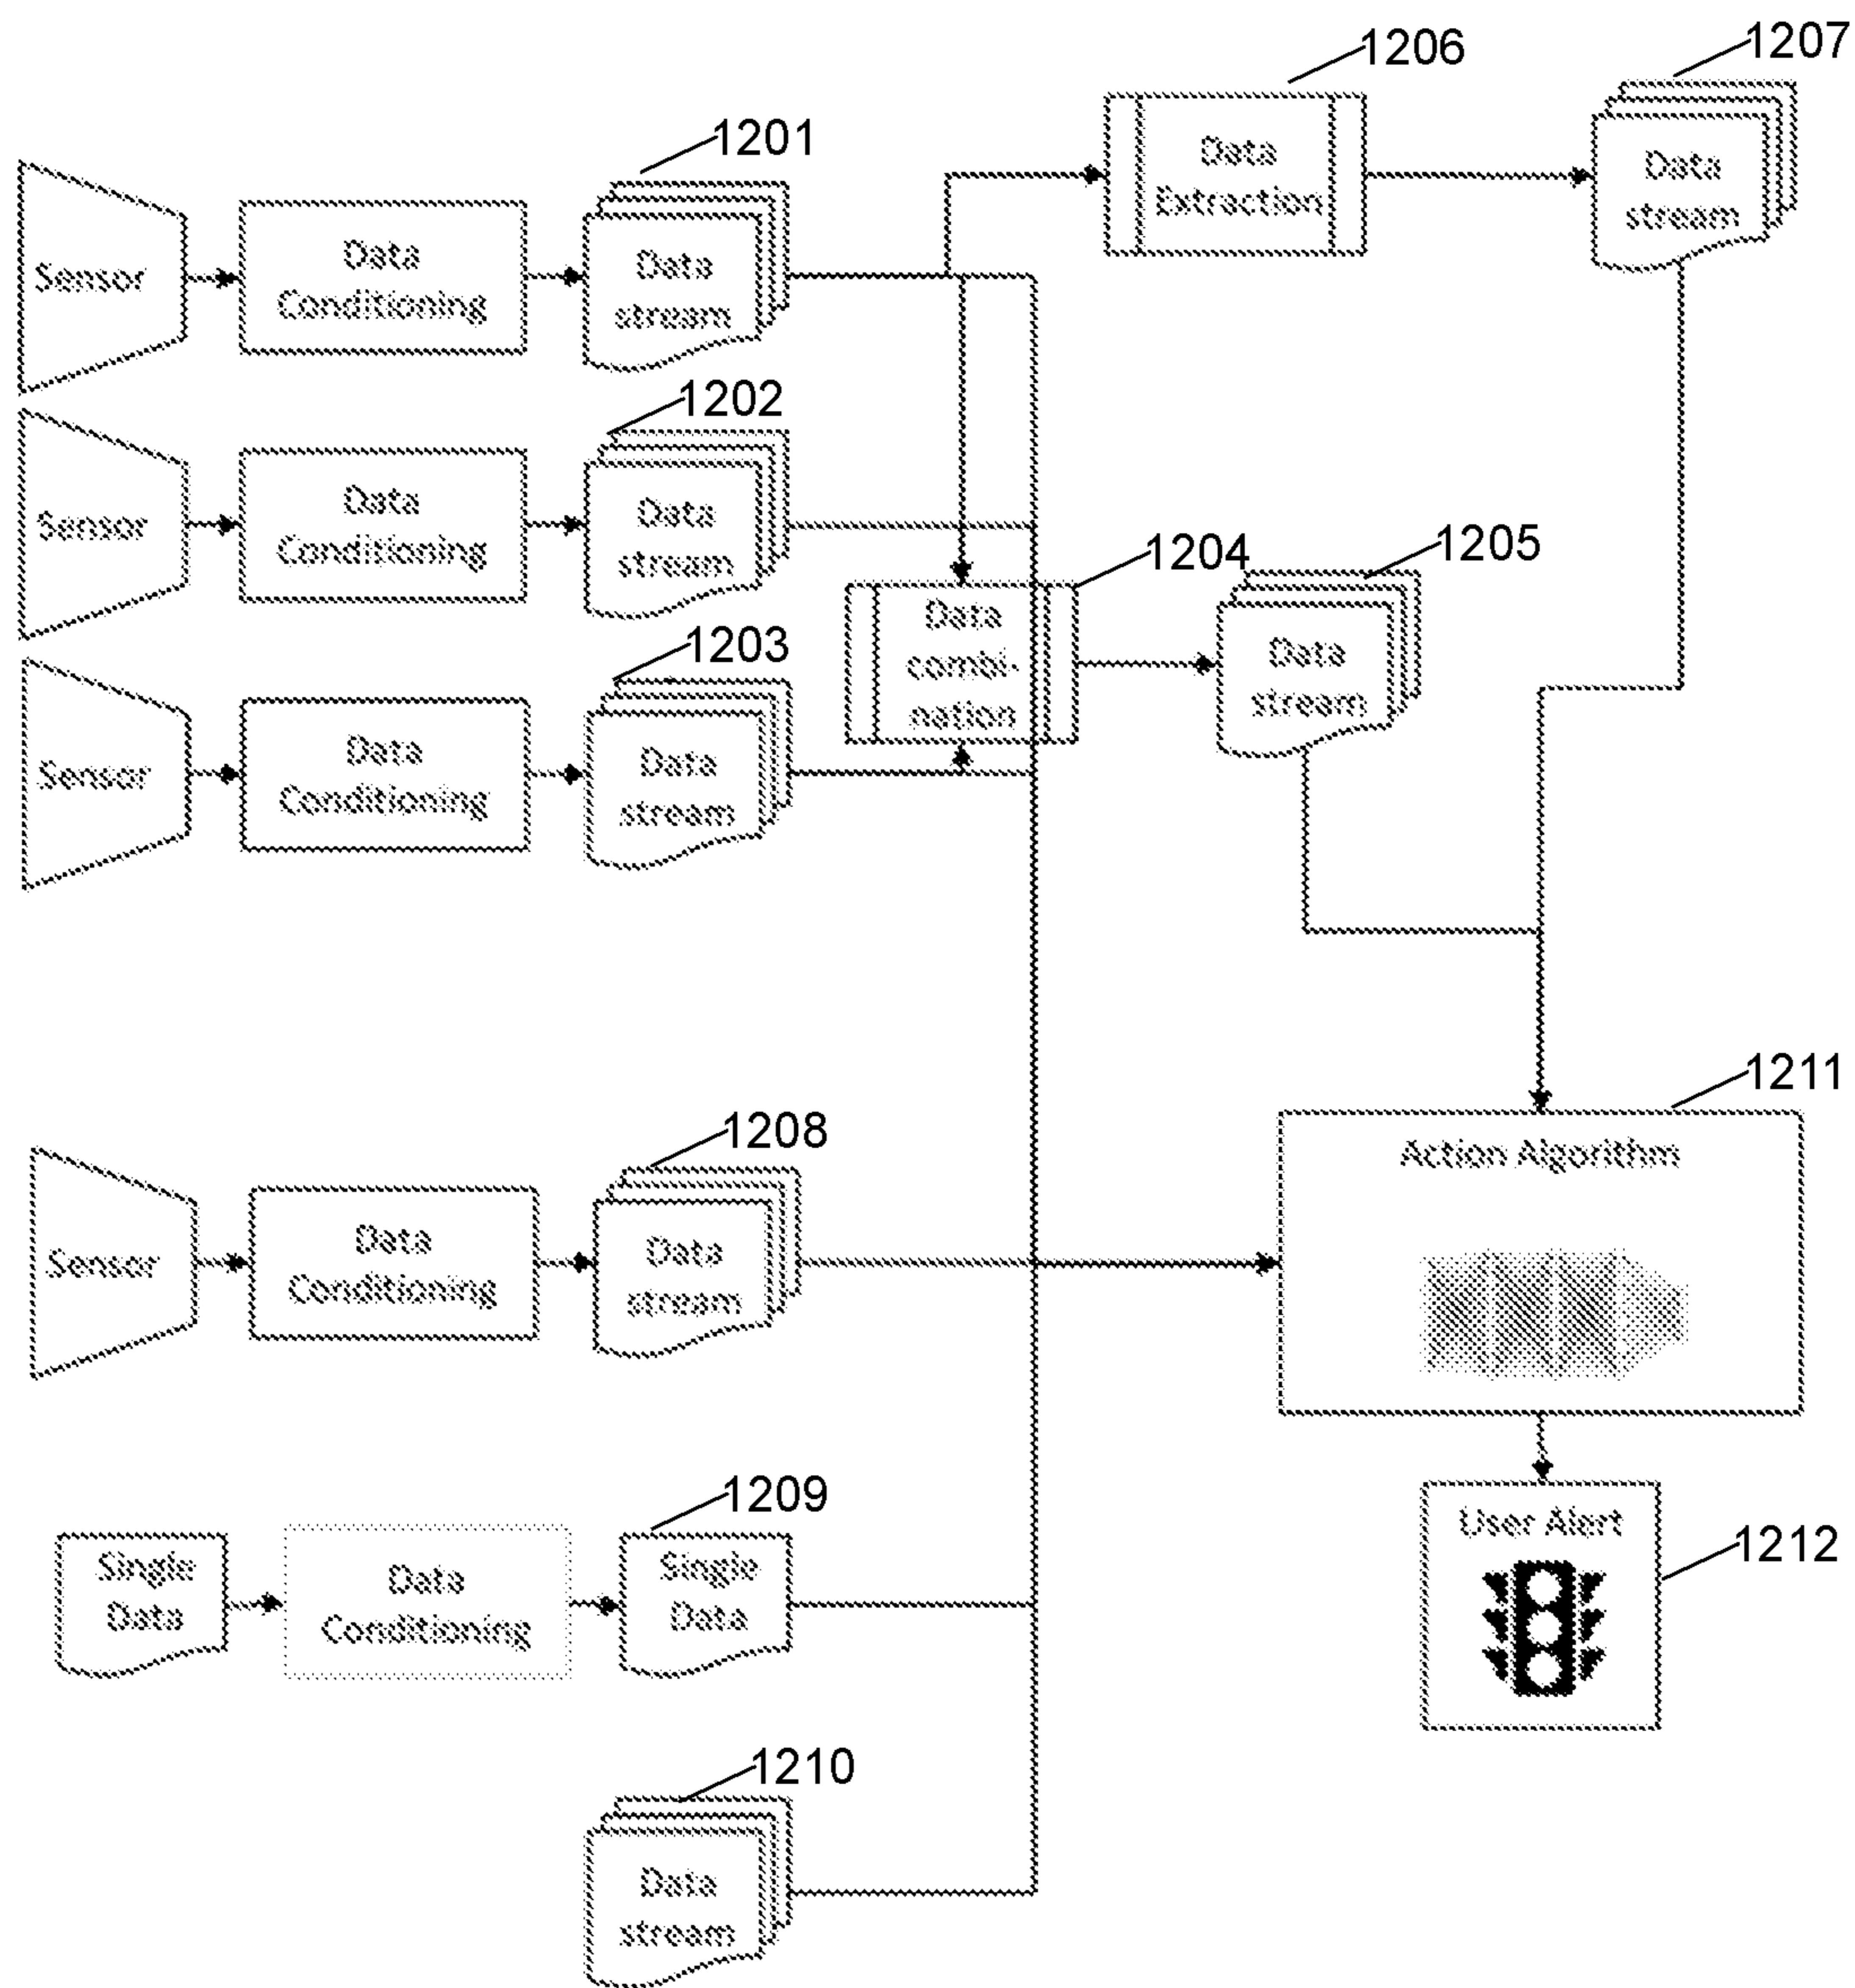 1206
1207
Data
Extraction
Data
stream
1201
Sensor
Data
Conditioning
Data
stream
1202
Sensor
Data
Conditioning
Data
stream
1204
Data
combi-
nation
1205
Data
stream
1203
Sensor
Data
Conditioning
Data
stream
1211
Action Algorithm
1208
Sensor
Data
Conditioning
Data
stream
1209
Single
Data
Data
Conditioning
Single
Data
User Alert
1212
1210
Data
stream